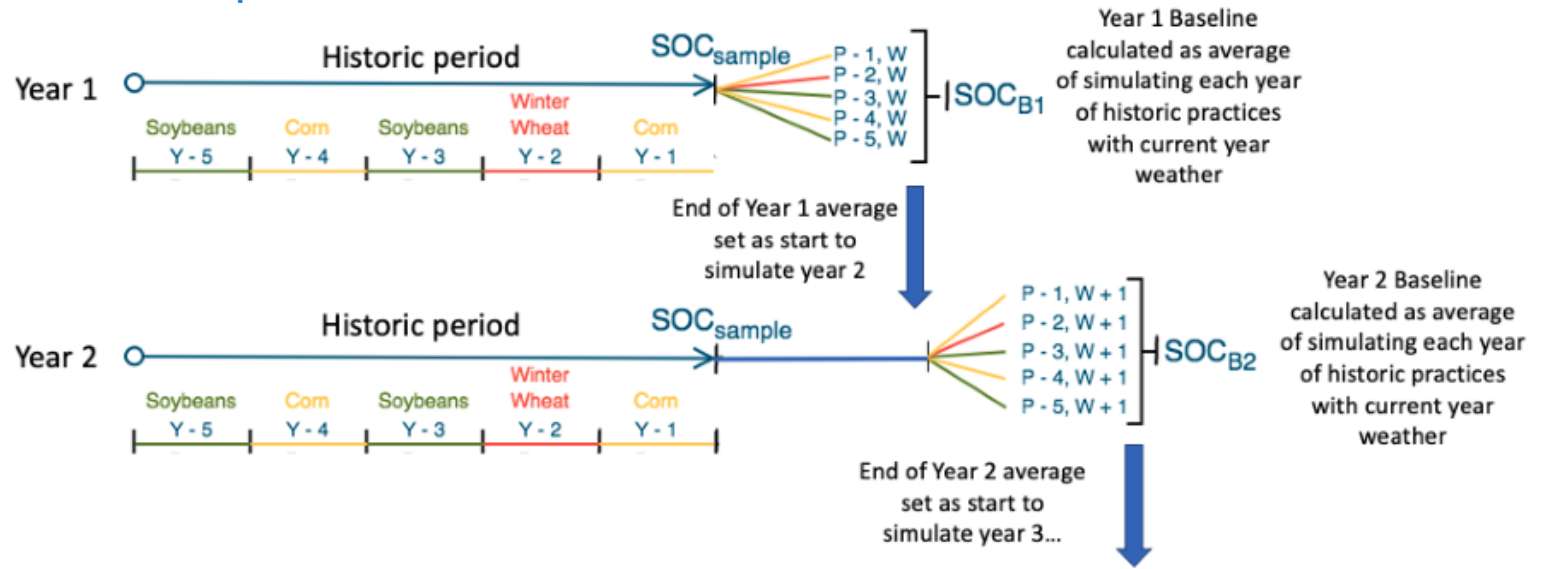 Year 1
Historic period
SOCsample
Soybeans
Y - 5
Corn
Y - 4
Soybeans
Y - 3
Winter
Wheat
Y - 2
Corn
Y - 1
P - 1, W
P - 2, W
P - 3, W
P - 4, W
P - 5, W
SOCB1
Year 1 Baseline
calculated as average
of simulating each year
of historic practices
with current year
weather
End of Year 1 average
set as start to
simulate year 2
Year 2
Historic period
SOCsample
Soybeans
Y - 5
Corn
Y - 4
Soybeans
Y - 3
Winter
Wheat
Y - 2
Corn
Y - 1
P - 1, W + 1
P - 2, W + 1
P - 3, W + 1
P - 4, W + 1
P - 5, W + 1
SOCB2
Year 2 Baseline
calculated as average
of simulating each year
of historic practices
with current year
weather
End of Year 2 average
set as start to
simulate year 3...